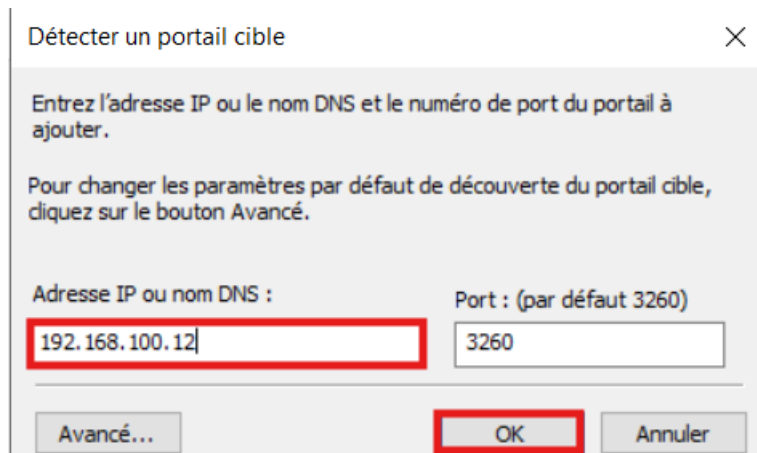 Détecter un portail cible
Entrez l'adresse IP ou le nom DNS et le numéro de port du portail à
ajouter.
Pour changer les paramètres par défaut de découverte du portail cible,
cliquez sur le bouton Avancé.
Adresse IP ou nom DNS :
Port : (par défaut 3260)
192.168.100.12
3260
Avancé...
OK
Annuler